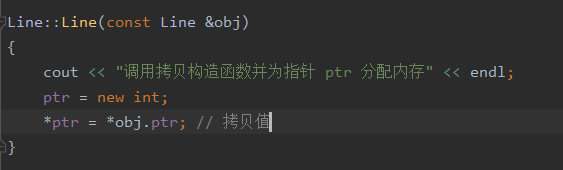 Line::Line(const Line &obj)
{
    cout << "调用拷贝构造函数并为指针 ptr 分配内存" << endl;
    ptr = new int;
    *ptr = *obj.ptr; // 拷贝值
}